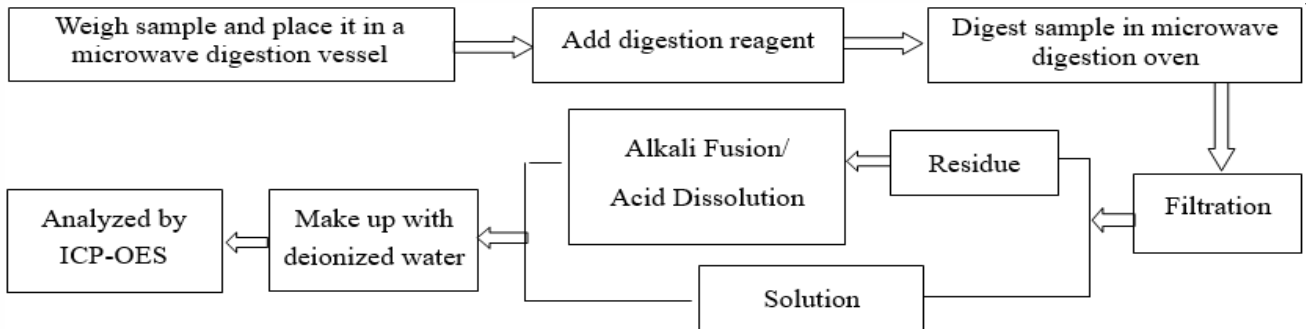 Weigh sample and place it in a
microwave digestion vessel
Add digestion reagent
Digest sample in microwave
digestion oven
Filtration
Residue
Alkali Fusion/
Acid Dissolution
Solution
Make up with
deionized water
Analyzed by
ICP-OES